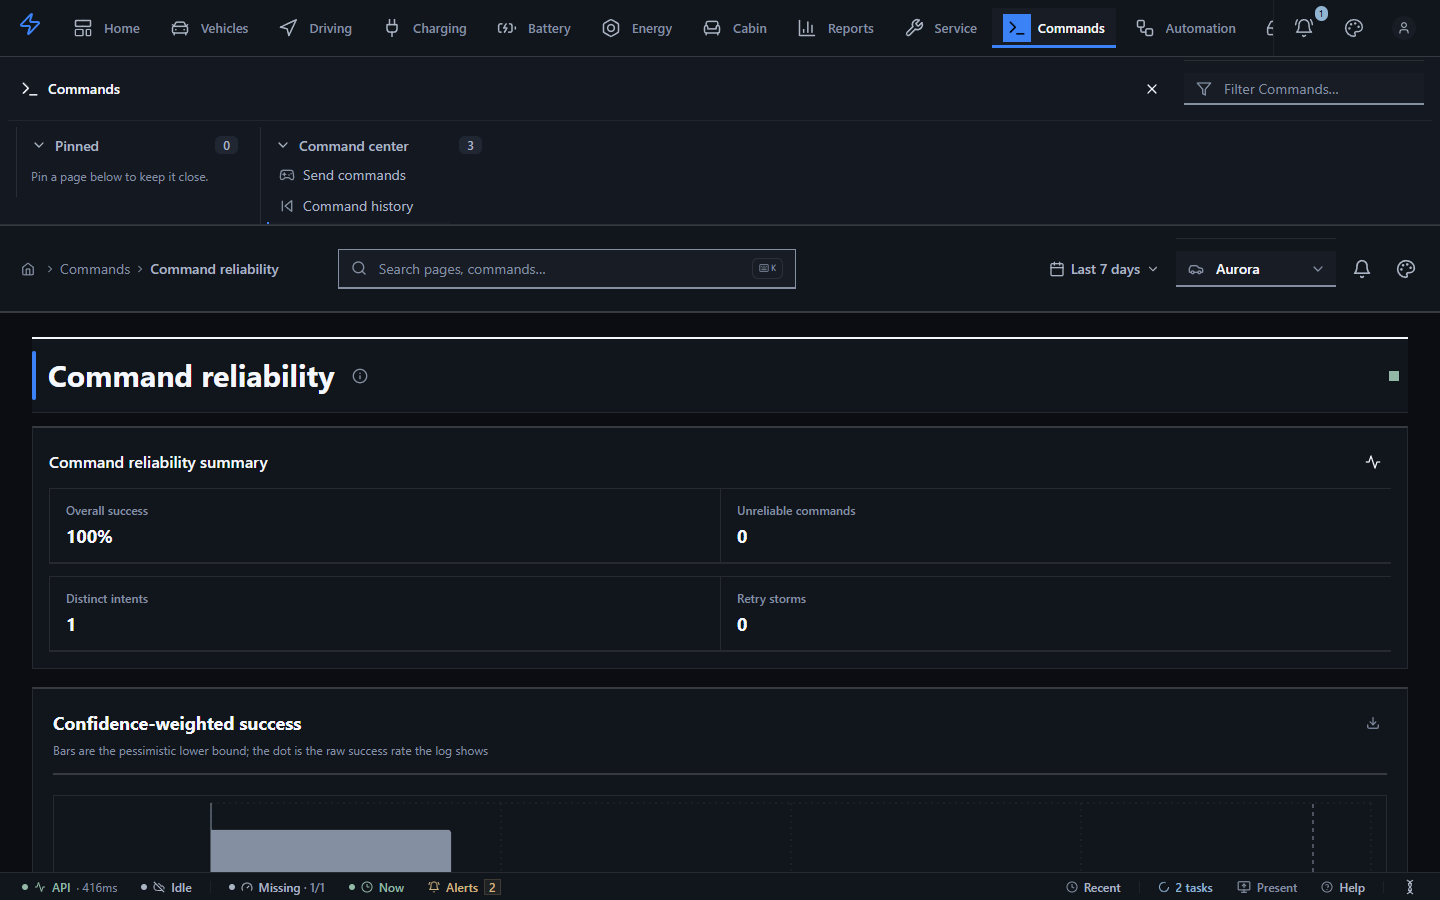 Home Vehicles Driving Charging Battery Energy Cabin Reports Service Commands Automation 1
Commands Filter Commands...
Pinned 0 Command center 3
Pin a page below to keep it close. Send commands
Command history
Commands Command reliability Search pages, commands... K Last 7 days Aurora
Command reliability
Command reliability summary
Overall success Unreliable commands
100% 0
Distinct intents Retry storms
1 0
Confidence-weighted success
Bars are the pessimistic lower bound; the dot is the raw success rate the log shows
API · 416ms Idle Missing · 1/1 Now Alerts 2 Recent 2 tasks Present Help